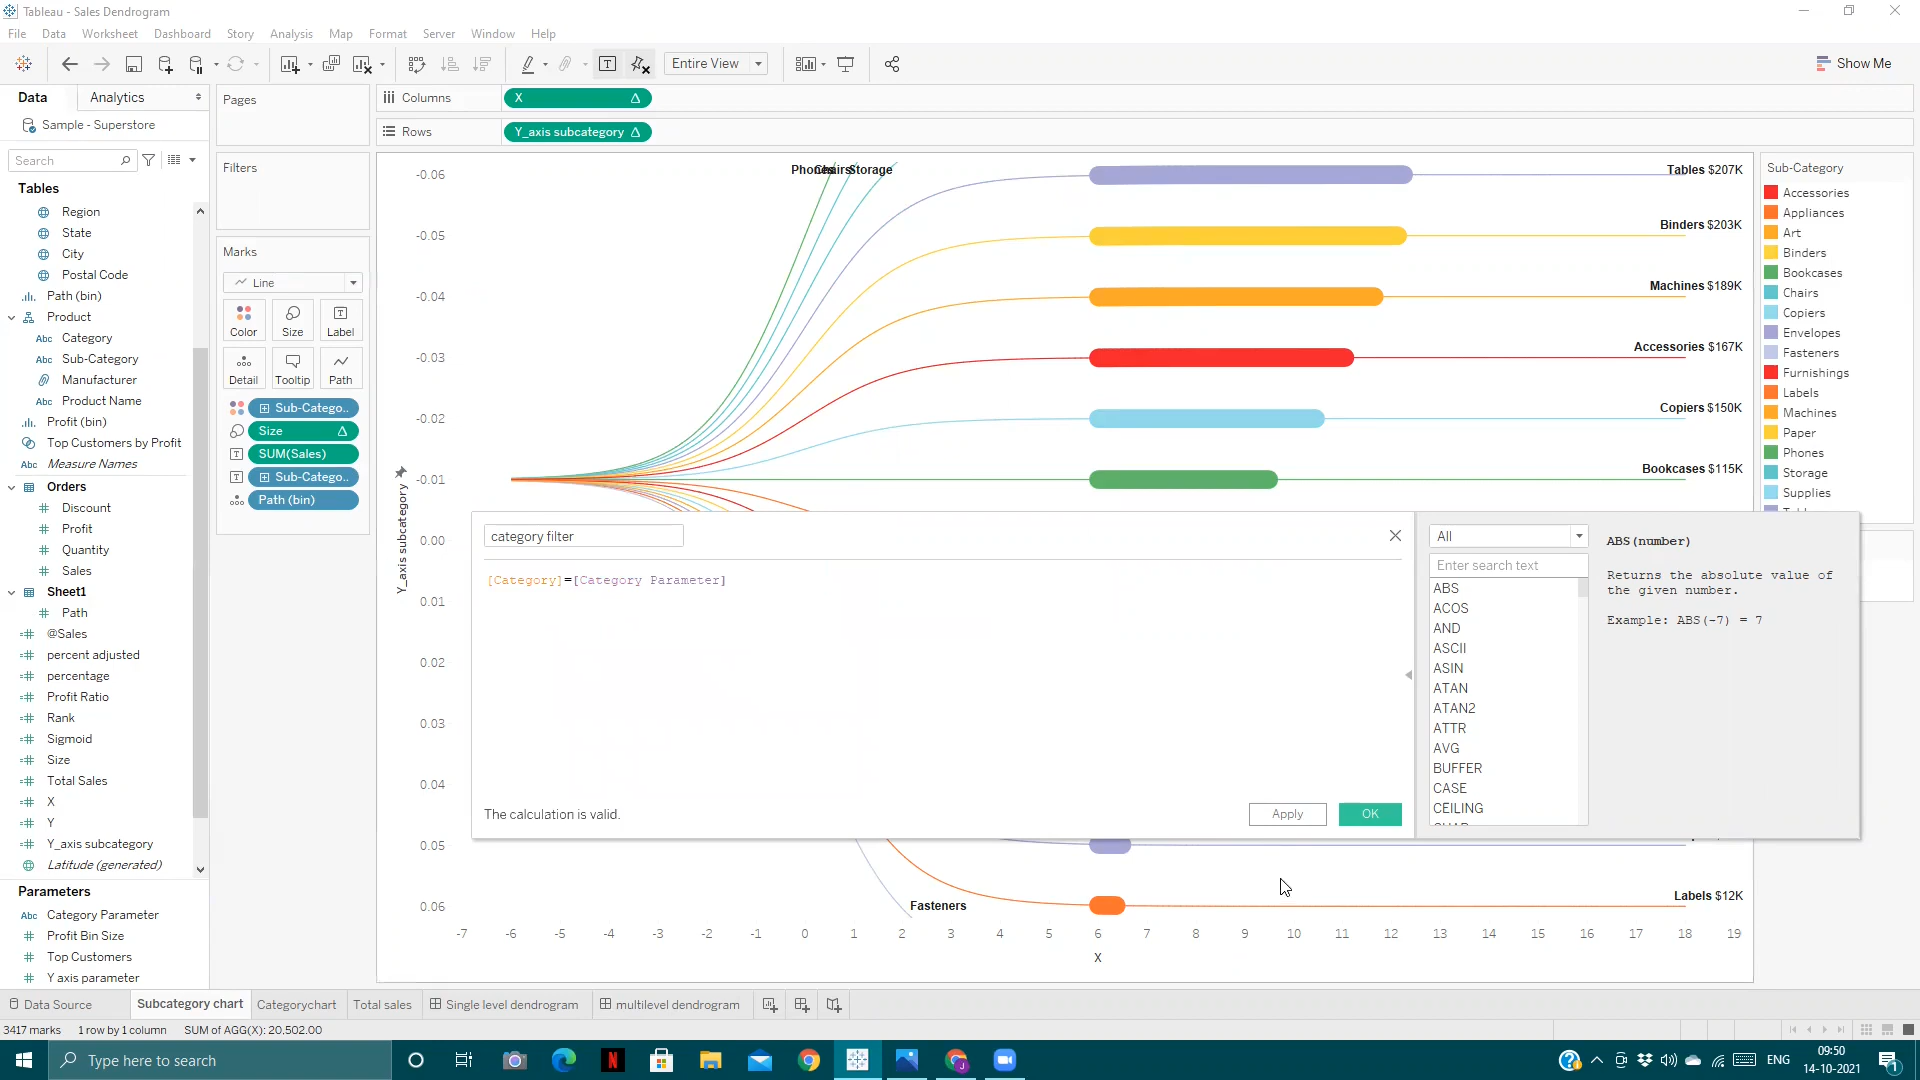 Tableau - Sales Dendrogram
File Data Worksheet Dashboard Story Analysis Map Format Server Window Help
Entire View
Show Me
Data Analytics
Sample - Superstore
Search
Tables
Region
State
City
Postal Code
Path (bin)
Product
Category
Sub-Category
Manufacturer
Product Name
Profit (bin)
Top Customers by Profit
Abc Measure Names
Orders
Discount
Profit
Quantity
Sales
Sheet1
Path
@Sales
percent adjusted
percentage
Profit Ratio
Rank
Sigmoid
Size
Total Sales
X
Y
Y_axis subcategory
Latitude (generated)
Parameters
Abc Category Parameter
Profit Bin Size
Top Customers
Y axis parameter
Pages
Filters
Marks
Line
Color Size Label
Detail Tooltip Path
Sub-Catego..
Size
SUM(Sales)
Sub-Catego..
Path (bin)
Columns X
Rows Y_axis subcategory
Phones Chairs Storage
Tables $207K
Binders $203K
Machines $189K
Accessories $167K
Copiers $150K
Bookcases $115K
Fasteners
Labels $12K
-0.06
-0.05
-0.04
-0.03
-0.02
-0.01
0.00
0.01
0.02
0.03
0.04
0.05
0.06
Y_axis subcategory
-7 -6 -5 -4 -3 -2 -1 0 1 2 3 4 5 6 7 8 9 10 11 12 13 14 15 16 17 18 19
X
Sub-Category
Accessories
Appliances
Art
Binders
Bookcases
Chairs
Copiers
Envelopes
Fasteners
Furnishings
Labels
Machines
Paper
Phones
Storage
Supplies
category filter
[Category]=[Category Parameter]
The calculation is valid.
Apply OK
All
Enter search text
ABS
ACOS
AND
ASCII
ASIN
ATAN
ATAN2
ATTR
AVG
BUFFER
CASE
CEILING
ABS(number)
Returns the absolute value of
the given number.
Example: ABS(-7) = 7
Data Source Subcategory chart Categorychart Total sales Single level dendrogram multilevel dendrogram
3417 marks 1 row by 1 column SUM of AGG(X): 20,502.00
Type here to search
ENG
09:50
14-10-2021